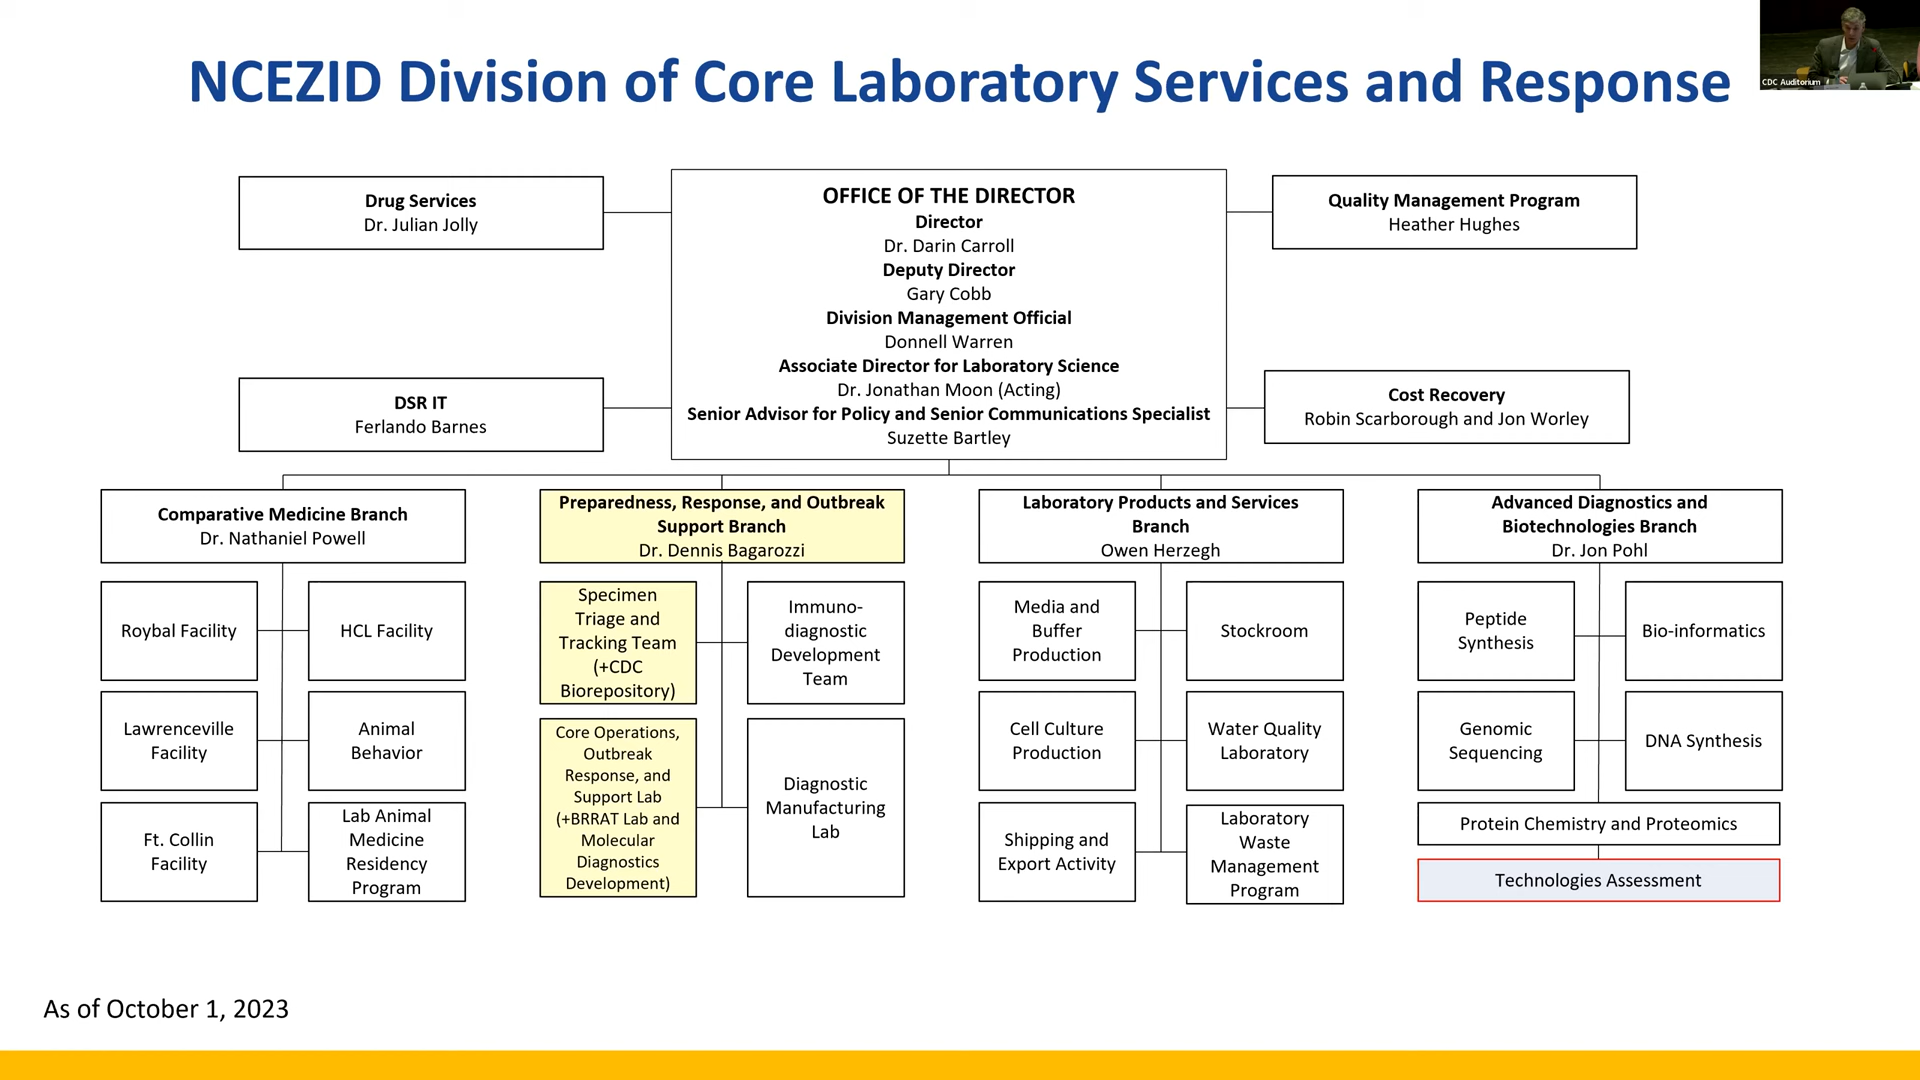 NCEZID Division of Core Laboratory Services and Response
CDC Auditorium
Drug Services
Dr. Julian Jolly
OFFICE OF THE DIRECTOR
Director
Dr. Darin Carroll
Deputy Director
Gary Cobb
Division Management Official
Donnell Warren
Associate Director for Laboratory Science
Dr. Jonathan Moon (Acting)
Senior Advisor for Policy and Senior Communications Specialist
Suzette Bartley
Quality Management Program
Heather Hughes
DSR IT
Ferlando Barnes
Cost Recovery
Robin Scarborough and Jon Worley
Comparative Medicine Branch
Dr. Nathaniel Powell
Roybal Facility
HCL Facility
Lawrenceville
Facility
Animal
Behavior
Ft. Collin
Facility
Lab Animal
Medicine
Residency
Program
Preparedness, Response, and Outbreak
Support Branch
Dr. Dennis Bagarozzi
Specimen
Triage and
Tracking Team
(+CDC
Biorepository)
Immuno-
diagnostic
Development
Team
Core Operations,
Outbreak
Response, and
Support Lab
(+BRRAT Lab and
Molecular
Diagnostics
Development)
Diagnostic
Manufacturing
Lab
Laboratory Products and Services
Branch
Owen Herzegh
Media and
Buffer
Production
Stockroom
Cell Culture
Production
Water Quality
Laboratory
Shipping and
Export Activity
Laboratory
Waste
Management
Program
Advanced Diagnostics and
Biotechnologies Branch
Dr. Jon Pohl
Peptide
Synthesis
Bio-informatics
Genomic
Sequencing
DNA Synthesis
Protein Chemistry and Proteomics
Technologies Assessment
As of October 1, 2023